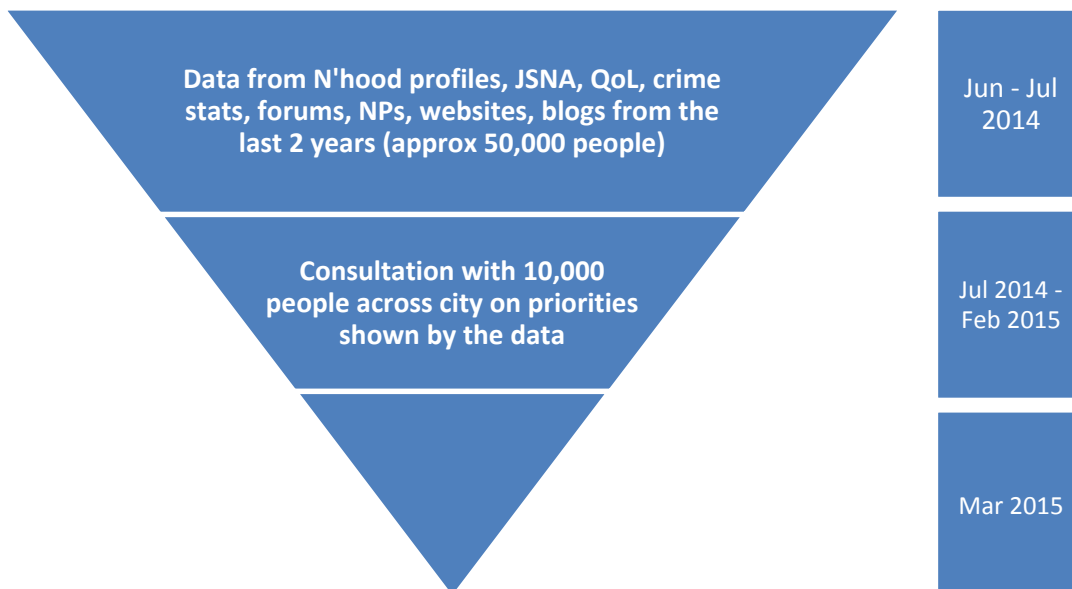 Data from N'hood profiles, JSNA, QoL, crime
stats, forums, NPs, websites, blogs from the
last 2 years (approx 50,000 people)
Jun - Jul
2014
Consultation with 10,000
people across city on priorities
shown by the data
Jul 2014 -
Feb 2015
Mar 2015